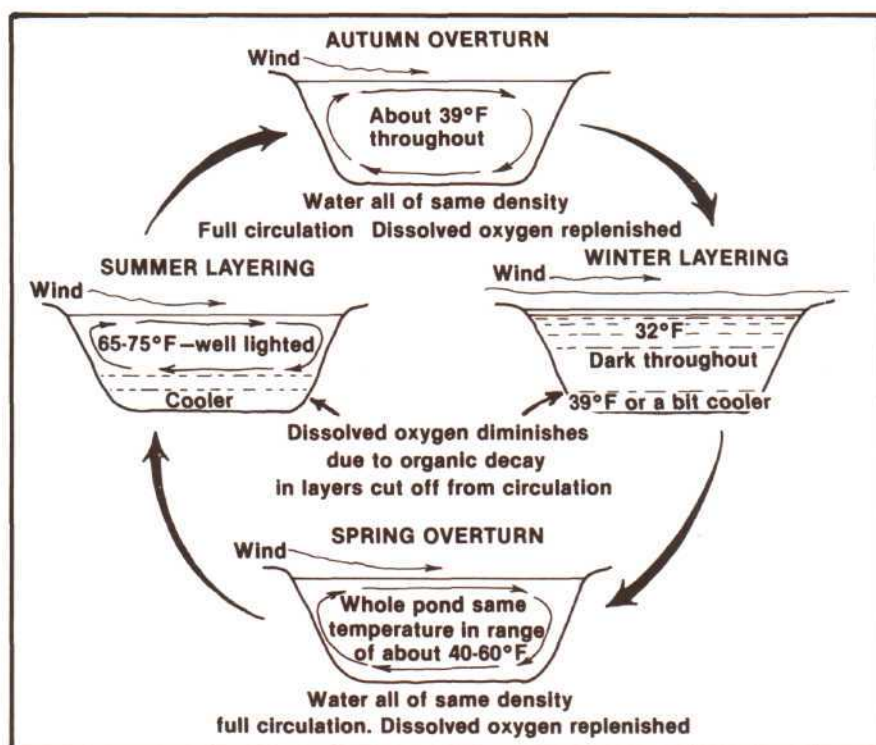 AUTUMN OVERTURN
Wind
About 39°F
throughout
Water all of same density
Full circulation Dissolved oxygen replenished
SUMMER LAYERING
Wind
65-75°F—well lighted
Cooler
WINTER LAYERING
Wind
32°F
Dark throughout
39°F or a bit cooler
Dissolved oxygen diminishes
due to organic decay
in layers cut off from circulation
SPRING OVERTURN
Wind
Whole pond same
temperature in range
of about 40-60°F
Water all of same density
full circulation. Dissolved oxygen replenished